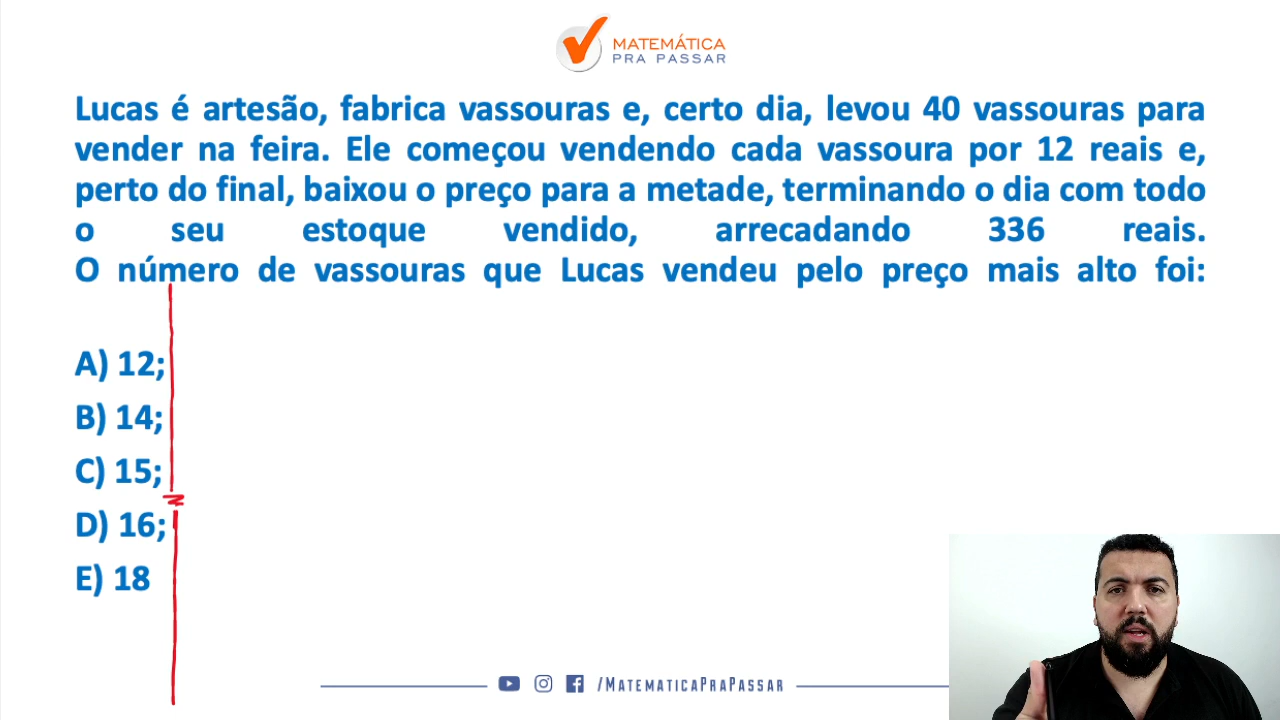 MATEMÁTICA
PRA PASSAR
Lucas é artesão, fabrica vassouras e, certo dia, levou 40 vassouras para
vender na feira. Ele começou vendendo cada vassoura por 12 reais e,
perto do final, baixou o preço para a metade, terminando o dia com todo
o seu estoque vendido, arrecadando 336 reais.
O número de vassouras que Lucas vendeu pelo preço mais alto foi:
A) 12;
B) 14;
C) 15;
D) 16;
E) 18
/MATEMATICAPRAPASSAR